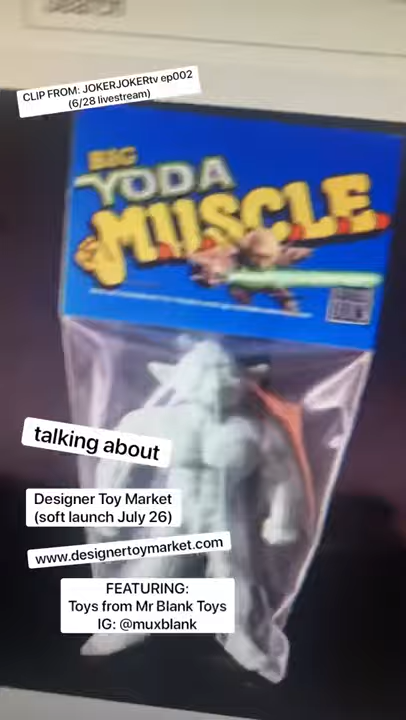 CLIP FROM: JOKERJOKERtv ep002
(6/28 livestream)
BIG
YODA
M.U.S.C.L.E.
talking about
Designer Toy Market
(soft launch July 26)
www.designertoymarket.com
FEATURING:
Toys from Mr Blank Toys
IG: @muxblank